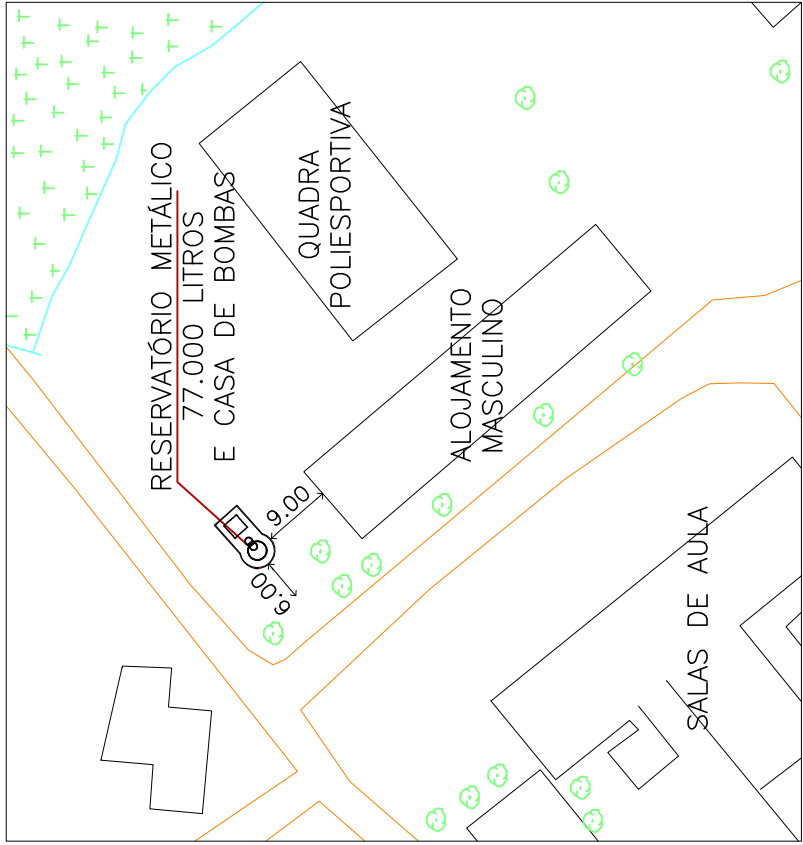 RESERVATÓRIO METÁLICO
77.000 LITROS
E CASA DE BOMBAS
QUADRA
POLIESPORTIVA
ALOJAMENTO
MASCULINO
9.00
6.00
SALAS DE AULA